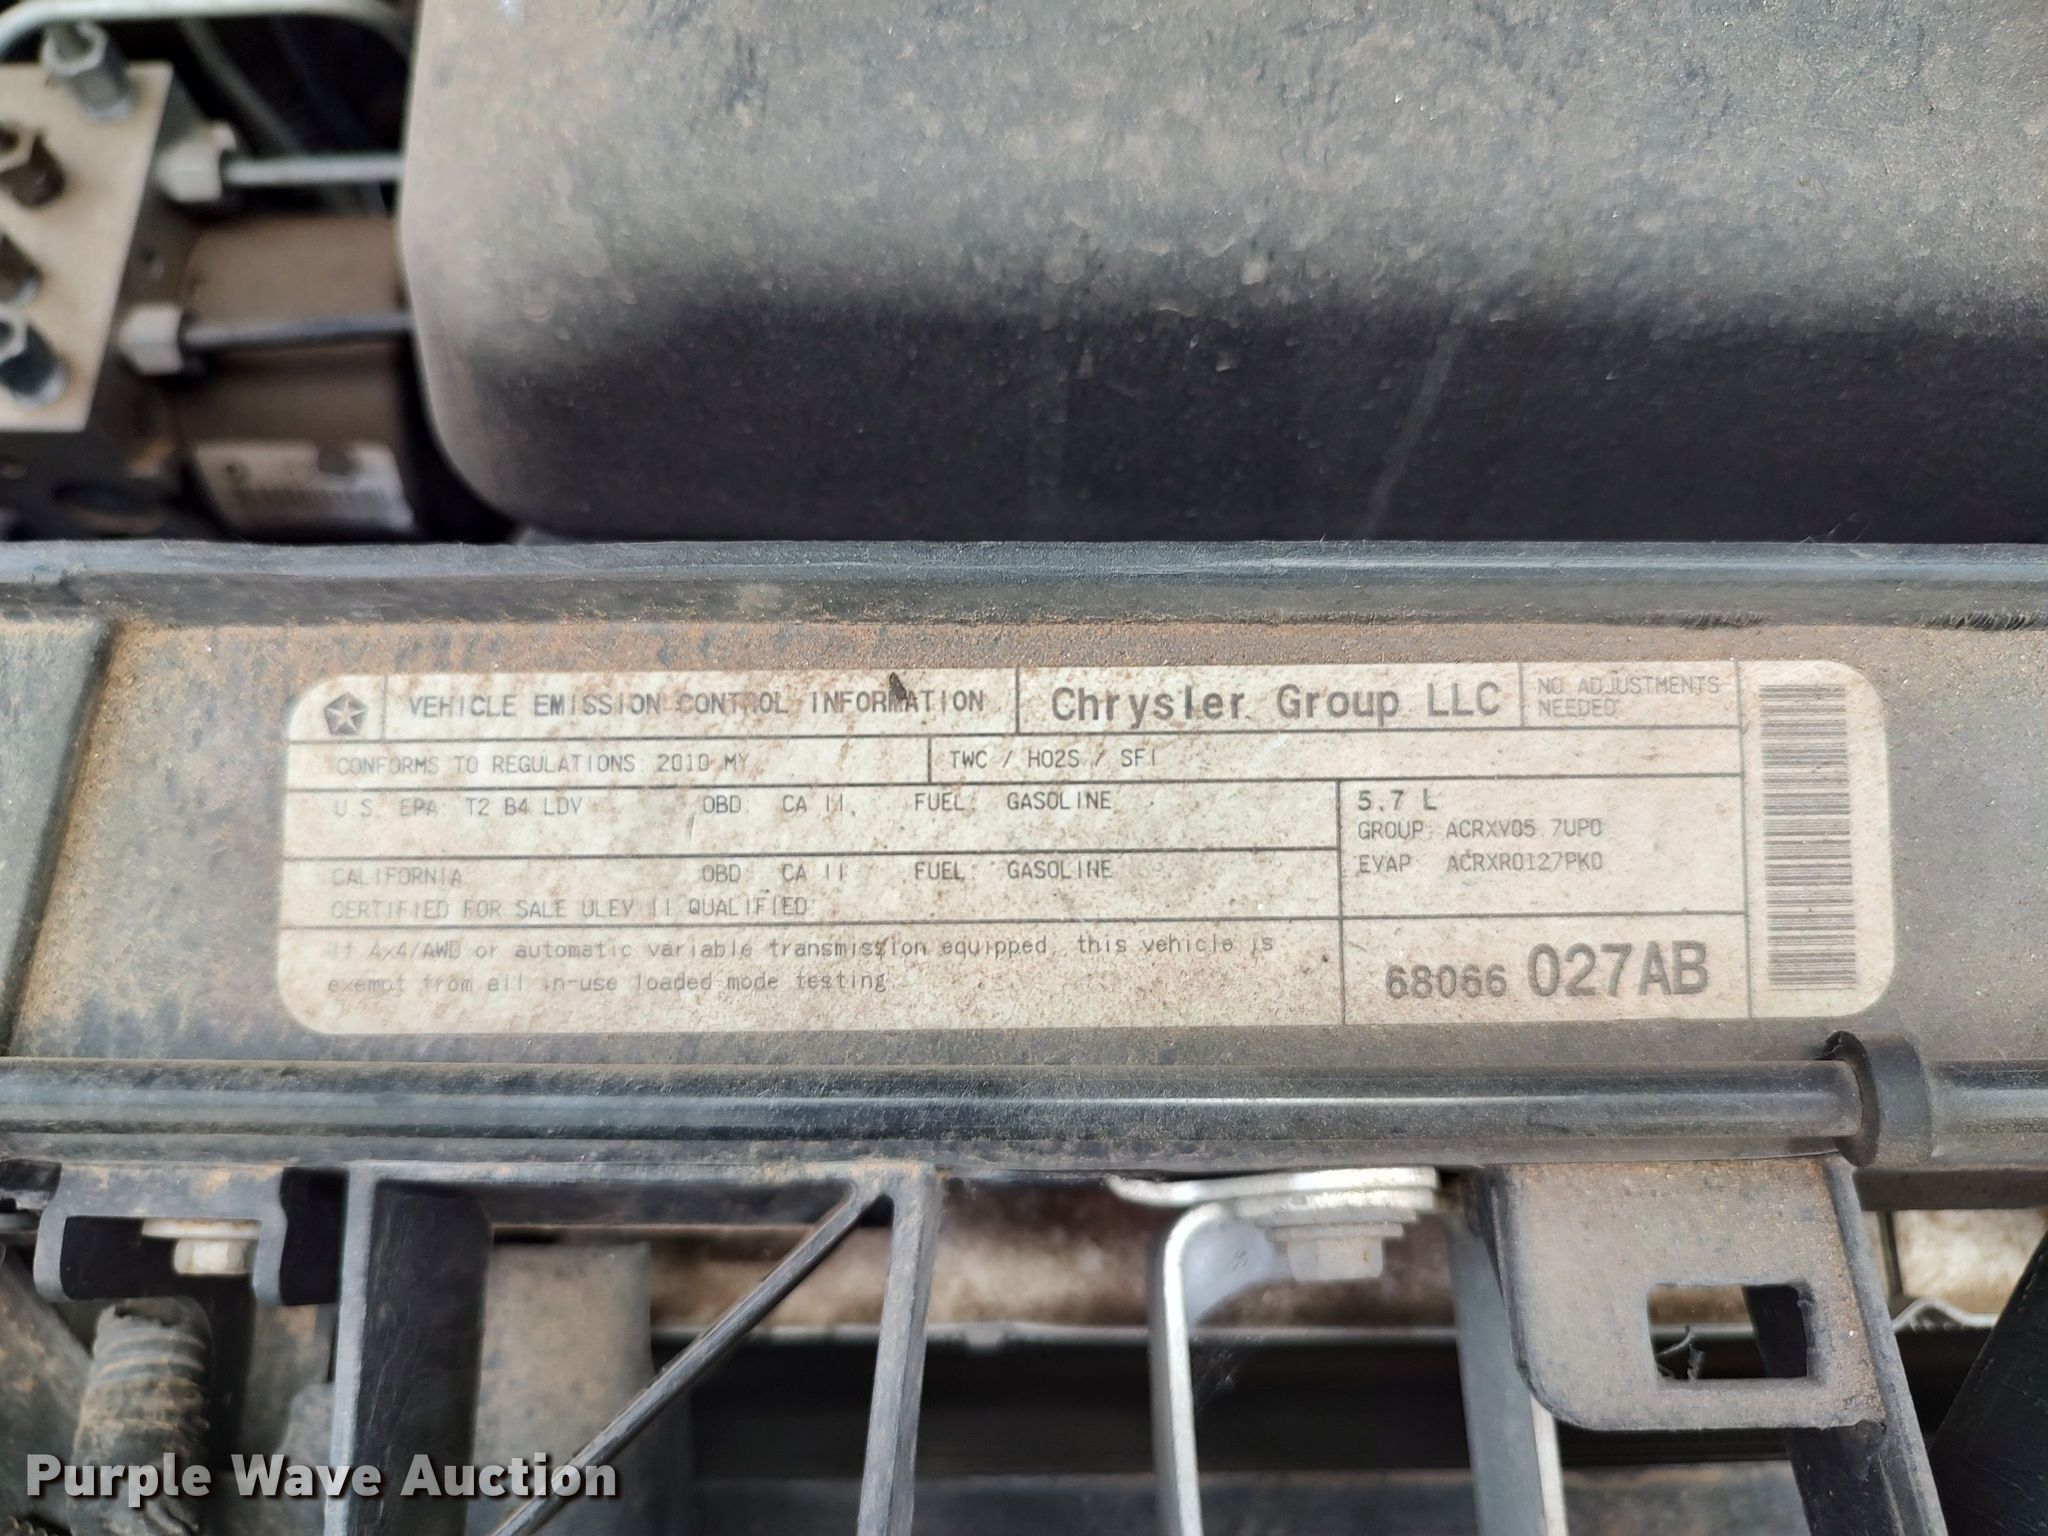 VEHICLE EMISSION CONTROL INFORMATION
Chrysler Group LLC
NO ADJUSTMENTS
NEEDED
CONFORMS TO REGULATIONS: 2010 MY
TWC / HO2S / SFI
U.S. EPA T2 B4 LDV OBD: CA II FUEL: GASOLINE
CALIFORNIA OBD: CA II FUEL: GASOLINE
CERTIFIED FOR SALE ULEV II QUALIFIED
5.7 L
GROUP: ACRXV05.7UP0
EVAP: ACRXR0127PK0
If 4x4/AWD or automatic variable transmission equipped, this vehicle is
exempt from all in-use loaded mode testing.
68066 027AB
Purple Wave Auction